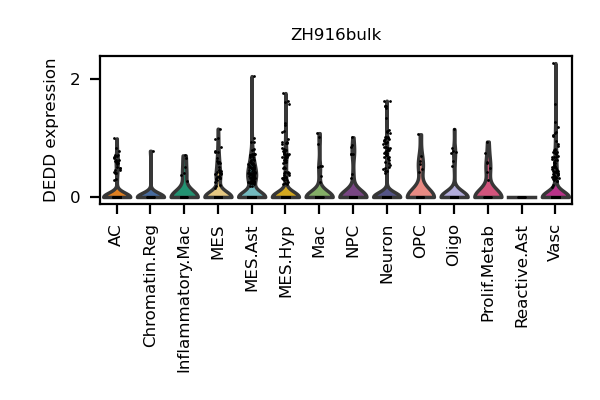 ZH916bulk
DEDD expression
2
0
AC
Chromatin.Reg
Inflammatory.Mac
MES
MES.Ast
MES.Hyp
Mac
NPC
Neuron
OPC
Oligo
Prolif.Metab
Reactive.Ast
Vasc